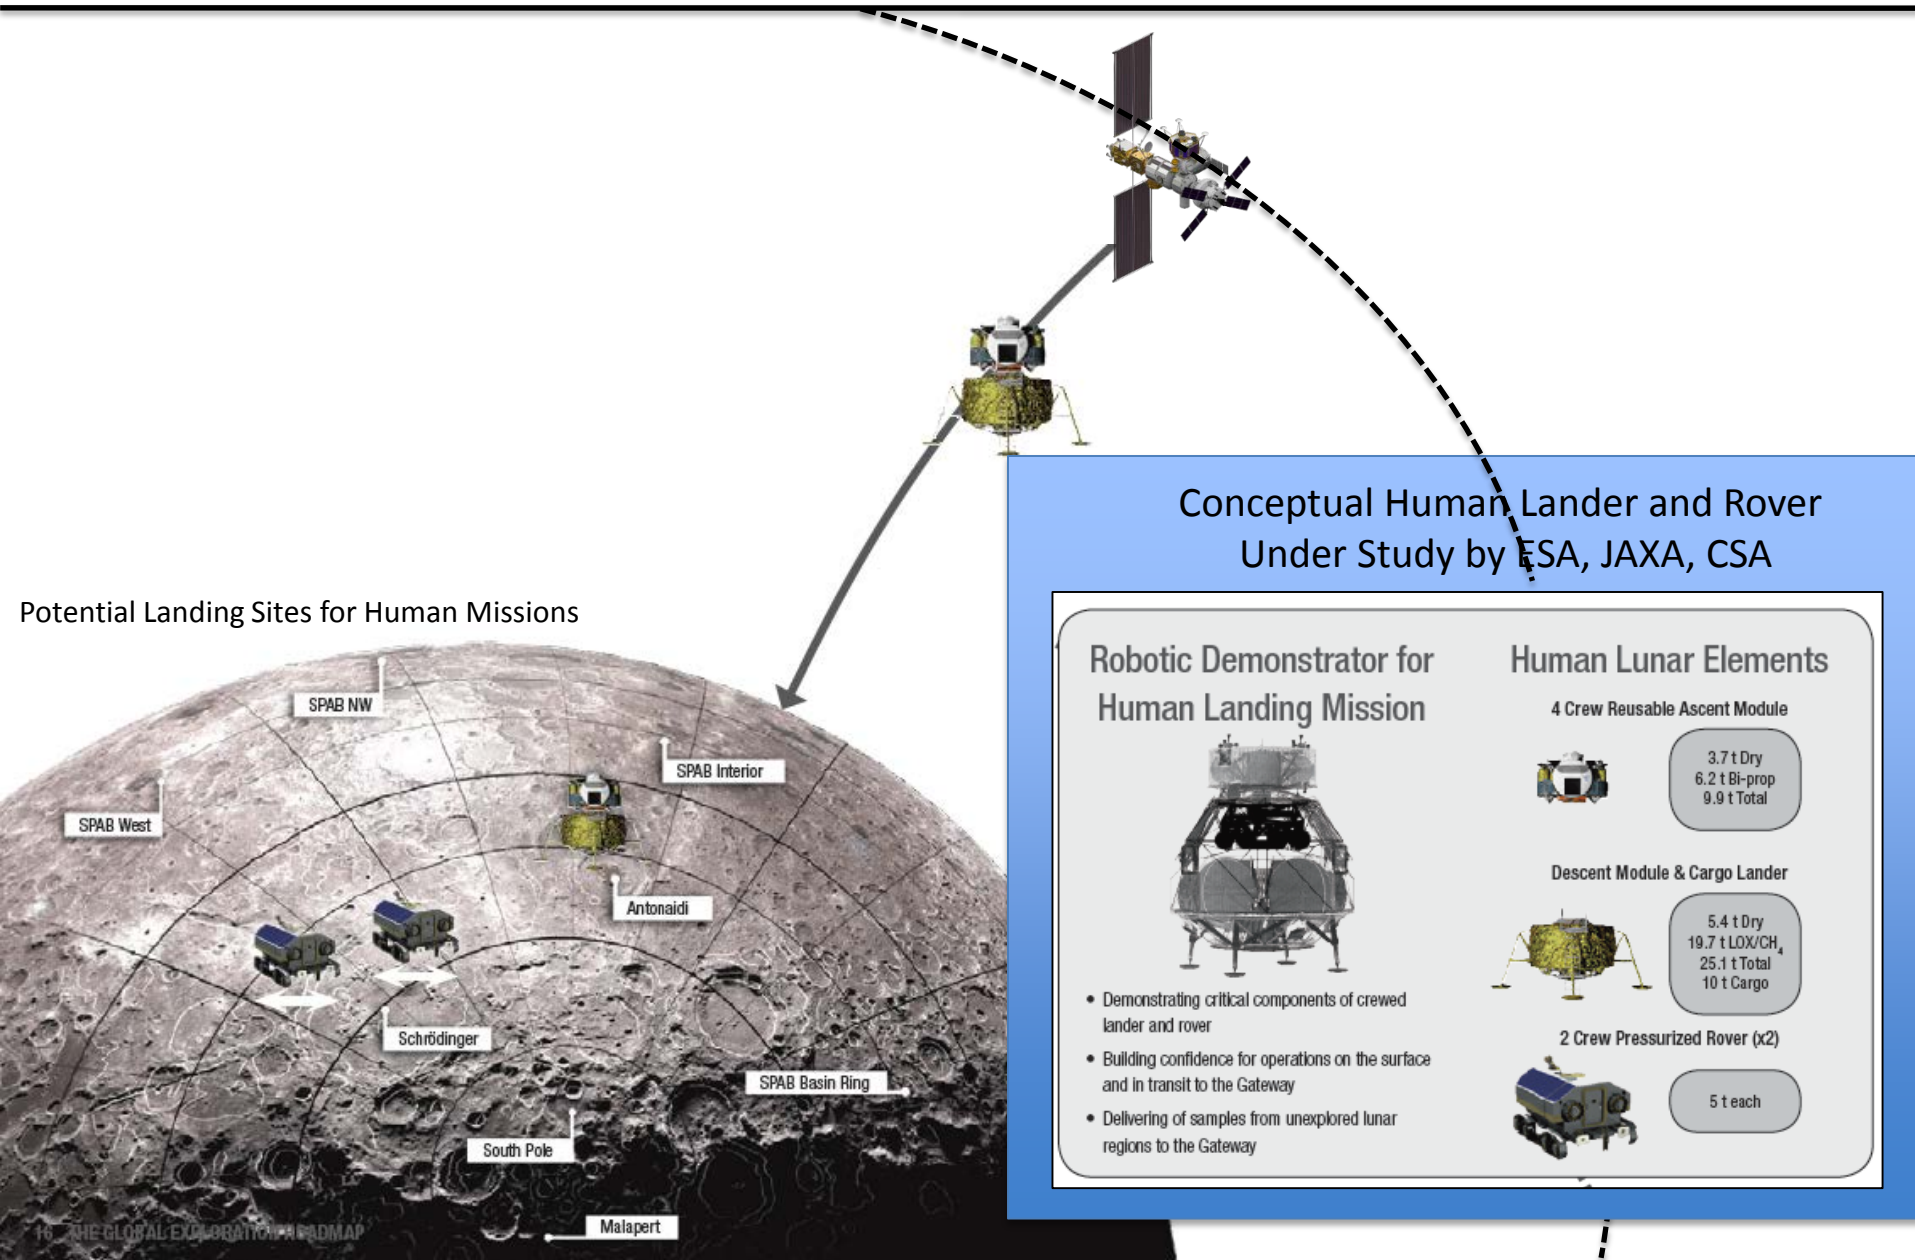 Conceptual Human Lander and Rover
Under Study by ESA, JAXA, CSA
Potential Landing Sites for Human Missions
SPAB NW
SPAB Interior
SPAB West
Antonaidi
Schrödinger
SPAB Basin Ring
South Pole
Malapert
16 THE GLOBAL EXPLORATION ROADMAP
Robotic Demonstrator for
Human Landing Mission
• Demonstrating critical components of crewed
lander and rover
• Building confidence for operations on the surface
and in transit to the Gateway
• Delivering of samples from unexplored lunar
regions to the Gateway
Human Lunar Elements
4 Crew Reusable Ascent Module
3.7 t Dry
6.2 t Bi-prop
9.9 t Total
Descent Module & Cargo Lander
5.4 t Dry
19.7 t LOX/CH4
25.1 t Total
10 t Cargo
2 Crew Pressurized Rover (x2)
5 t each